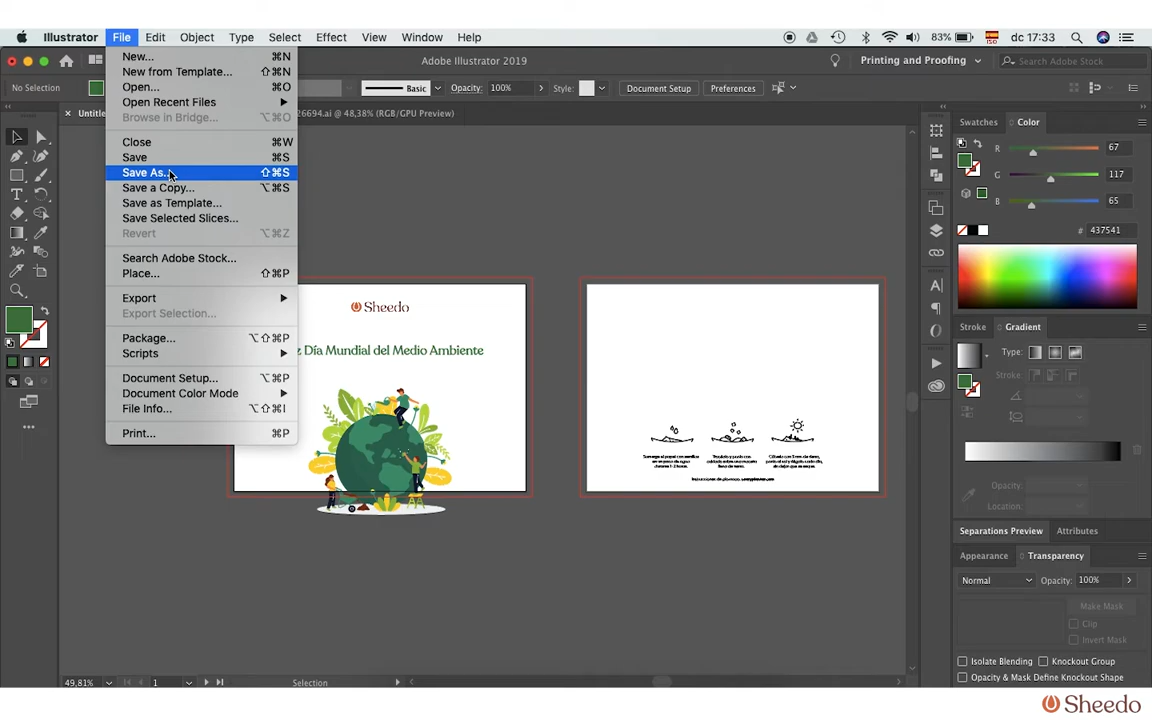 Illustrator File Edit Object Type Select Effect View Window Help 83% ISO dc 17:33
Adobe Illustrator 2019 Printing and Proofing Search Adobe Stock
No Selection Basic Opacity: 100% Style: Document Setup Preferences
× Untitle 26694.ai @ 48,38% (RGB/GPU Preview)
New... ⌘N
New from Template... ⇧⌘N
Open... ⌘O
Open Recent Files
Browse in Bridge... ⌥⌘O
Close ⌘W
Save ⌘S
Save As... ⇧⌘S
Save a Copy... ⌥⌘S
Save as Template...
Save Selected Slices...
Revert ⌥⌘Z
Search Adobe Stock...
Place... ⇧⌘P
Export
Export Selection...
Package... ⌥⇧⌘P
Scripts
Document Setup... ⌥⌘P
Document Color Mode
File Info... ⌥⇧⌘I
Print... ⌘P
Sheedo
z Día Mundial del Medio Ambiente
Swatches Color
R 67
G 117
B 65
# 437541
Stroke Gradient
Type:
Stroke:
Opacity:
Location:
Separations Preview Attributes
Appearance Transparency
Normal Opacity: 100%
Make Mask
Clip
Invert Mask
Isolate Blending Knockout Group
Opacity & Mask Define Knockout Shape
49,81% 1 Selection
Sheedo